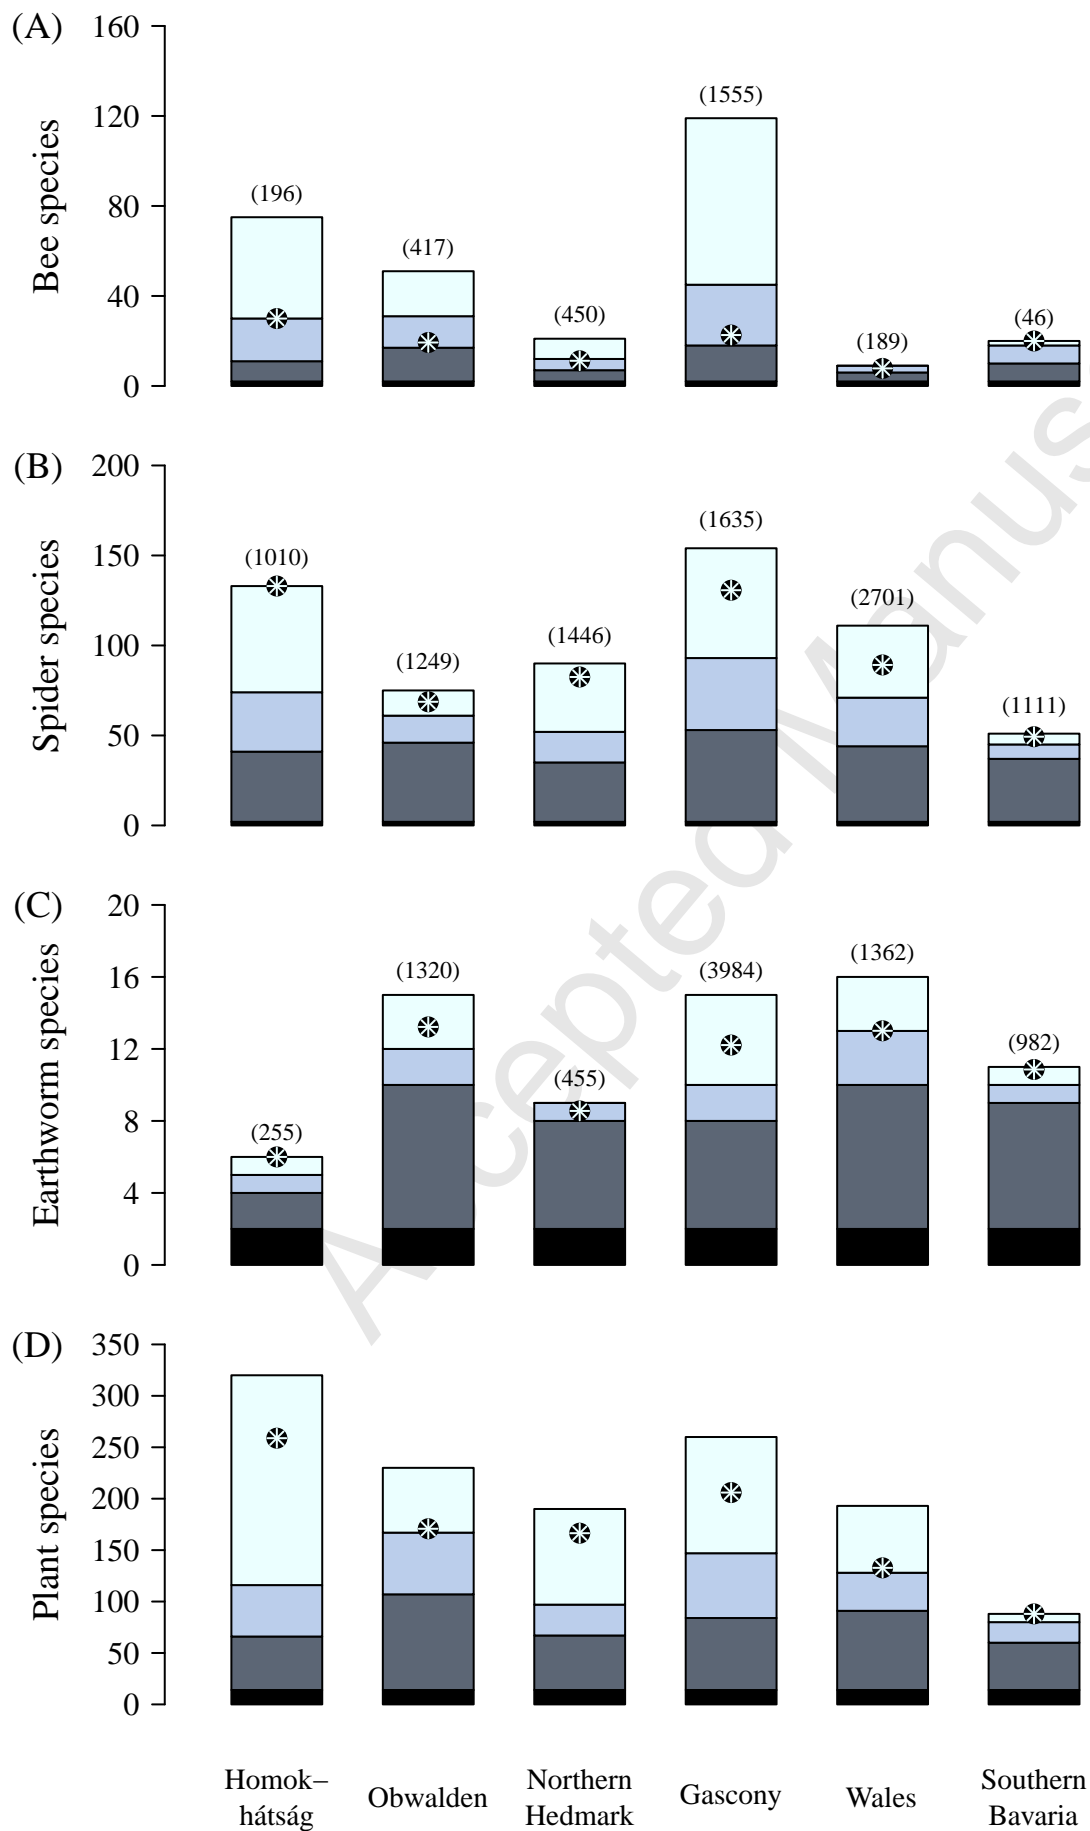 (A)
Bee species
160
120
80
40
0
(196)
(417)
(450)
(1555)
(189)
(46)
(B)
Spider species
200
150
100
50
0
(1010)
(1249)
(1446)
(1635)
(2701)
(1111)
(C)
Earthworm species
20
16
12
8
4
0
(255)
(1320)
(455)
(3984)
(1362)
(982)
(D)
Plant species
350
300
250
200
150
100
50
0
Homok–
hátság
Obwalden
Northern
Hedmark
Gascony
Wales
Southern
Bavaria
Accepted Manus